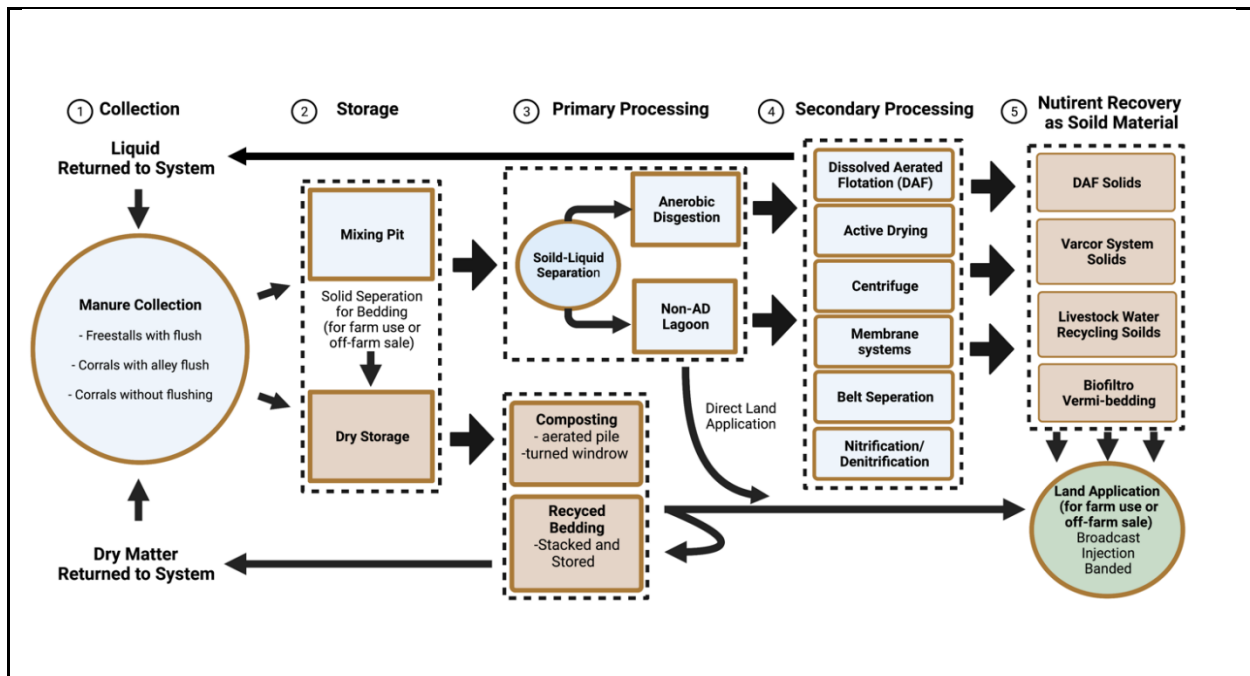 1 Collection
Liquid
Returned to System
Manure Collection
- Freestalls with flush
- Corrals with alley flush
- Corrals without flushing
Dry Matter
Returned to System
2 Storage
Mixing Pit
Solid Seperation
for Bedding
(for farm use or
off-farm sale)
Dry Storage
3 Primary Processing
Soild-Liquid
Separation
Anerobic
Disgestion
Non-AD
Lagoon
Composting
- aerated pile
-turned windrow
Recyced
Bedding
-Stacked and
Stored
Direct Land
Application
4 Secondary Processing
Dissolved Aerated
Flotation (DAF)
Active Drying
Centrifuge
Membrane
systems
Belt Seperation
Nitrification/
Denitrification
5 Nutirent Recovery
as Soild Material
DAF Solids
Varcor System
Solids
Livestock Water
Recycling Soilds
Biofiltro
Vermi-bedding
Land Application
(for farm use or
off-farm sale)
Broadcast
Injection
Banded